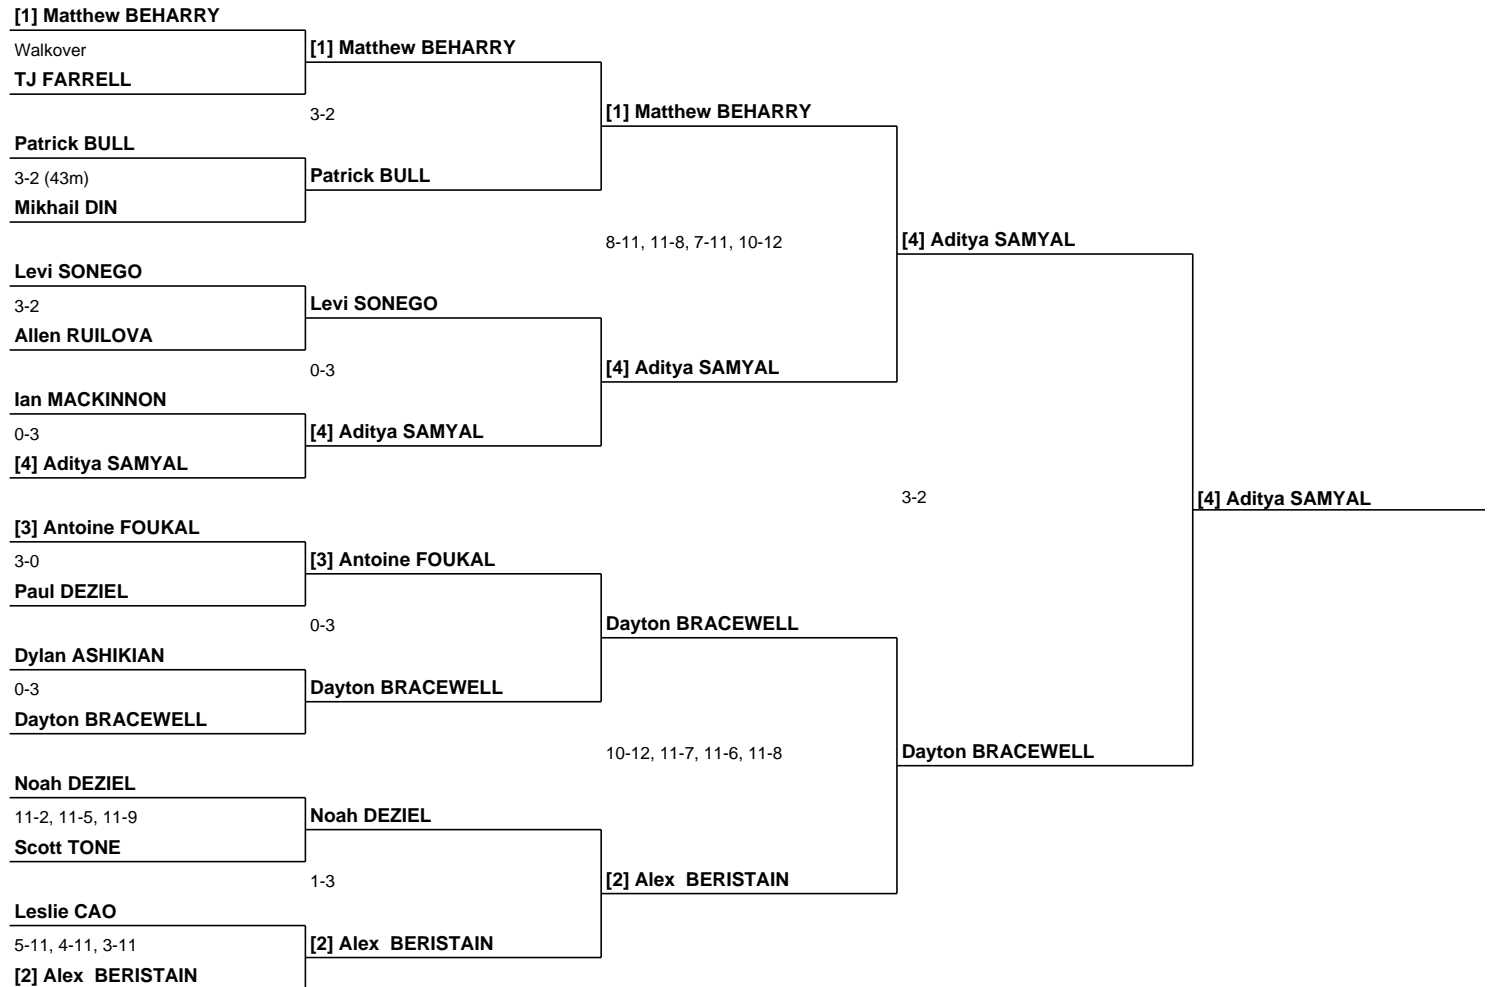 [1] Matthew BEHARRY
Walkover
TJ FARRELL
Patrick BULL
3-2 (43m)
Mikhail DIN
Levi SONEGO
3-2
Allen RUILOVA
Ian MACKINNON
0-3
[4] Aditya SAMYAL
[3] Antoine FOUKAL
3-0
Paul DEZIEL
Dylan ASHIKIAN
0-3
Dayton BRACEWELL
Noah DEZIEL
11-2, 11-5, 11-9
Scott TONE
Leslie CAO
5-11, 4-11, 3-11
[2] Alex  BERISTAIN
[1] Matthew BEHARRY
3-2
Patrick BULL
Levi SONEGO
0-3
[4] Aditya SAMYAL
[3] Antoine FOUKAL
0-3
Dayton BRACEWELL
Noah DEZIEL
1-3
[2] Alex  BERISTAIN
[1] Matthew BEHARRY
8-11, 11-8, 7-11, 10-12
[4] Aditya SAMYAL
Dayton BRACEWELL
10-12, 11-7, 11-6, 11-8
[2] Alex  BERISTAIN
[4] Aditya SAMYAL
3-2
Dayton BRACEWELL
[4] Aditya SAMYAL